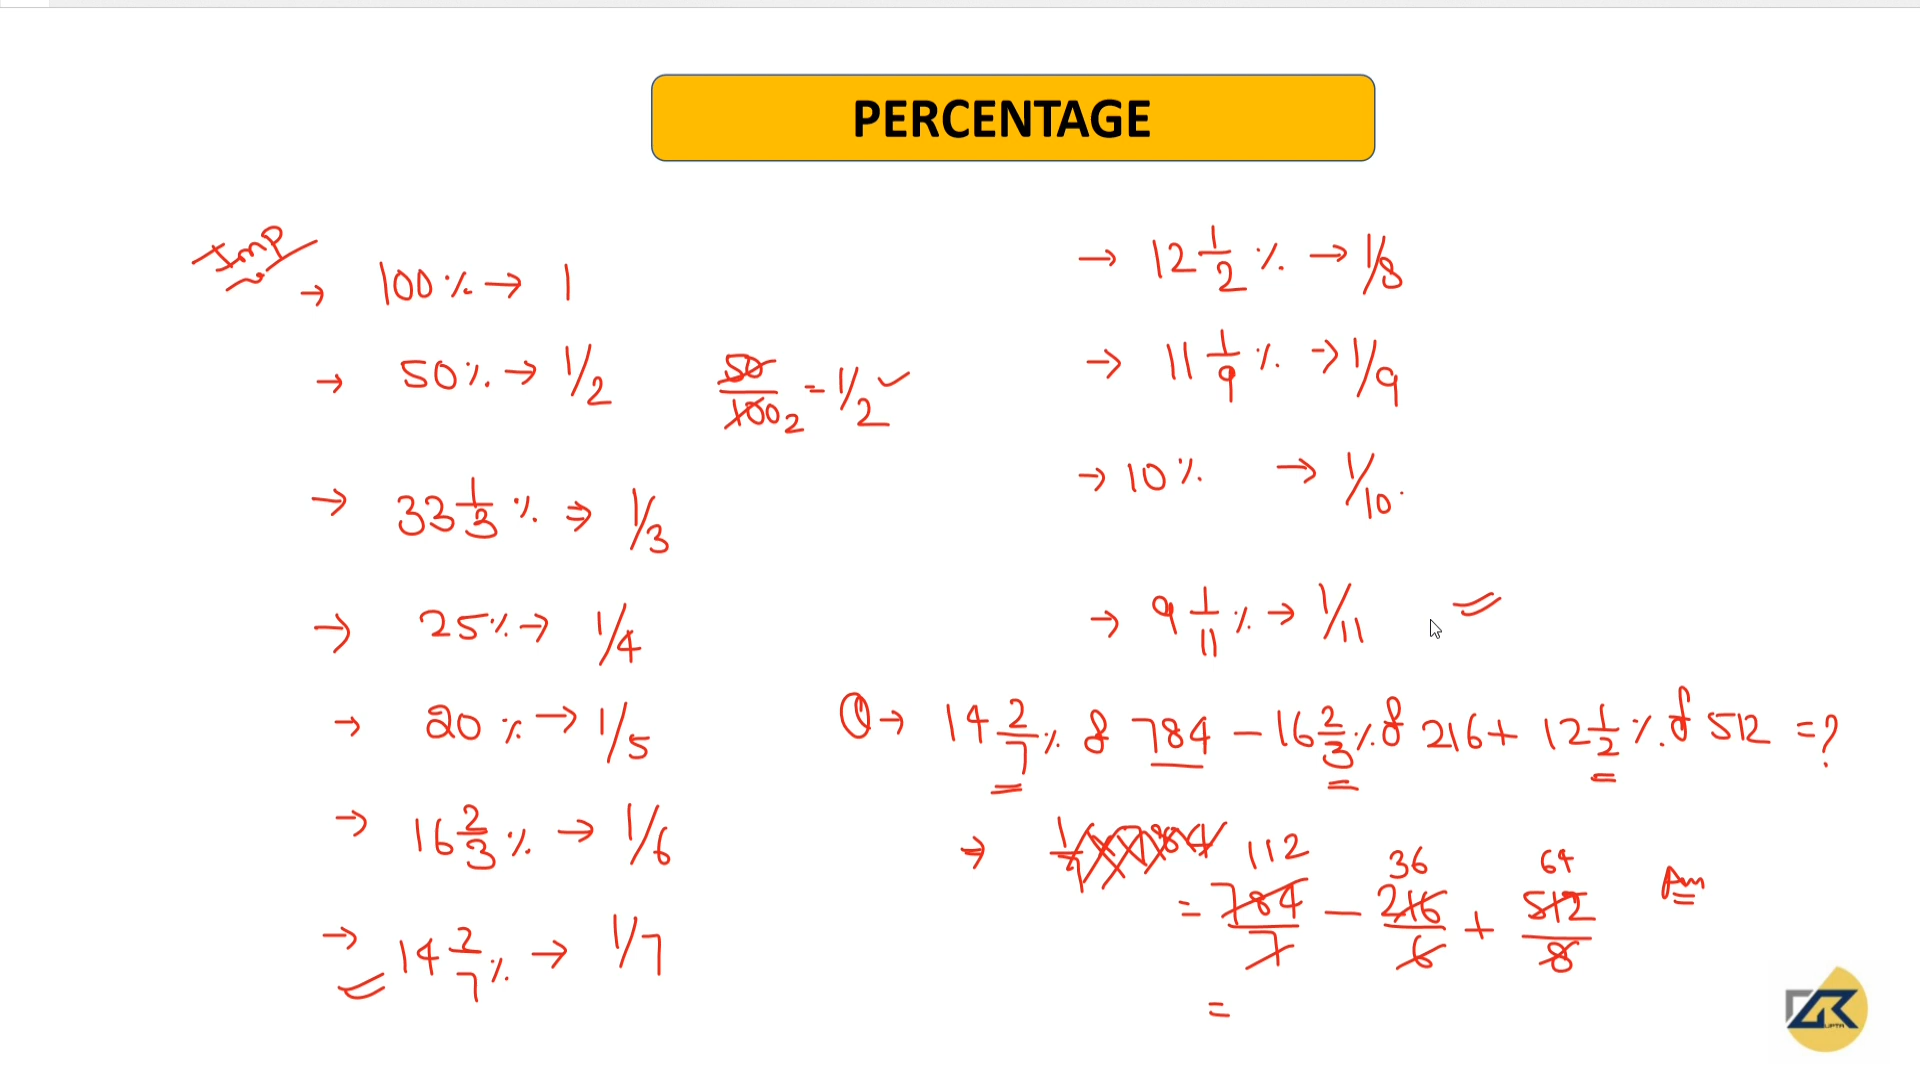 PERCENTAGE
Imp
→ 100% → 1
→ 50% → 1/2
50/100 2 = 1/2 ✓
→ 33 1/3 % ⇒ 1/3
→ 25% → 1/4
→ 20% → 1/5
→ 16 2/3 % → 1/6
→ 14 2/7 % → 1/7
→ 12 1/2 % → 1/8
→ 11 1/9 % → 1/9
→ 10% → 1/10.
→ 9 1/11 % → 1/11
Q → 14 2/7 % of 784 − 16 2/3 % of 216 + 12 1/2 % of 512 = ?
⇒ 1/7 × 784
112 36 64
= 784/7 − 216/6 + 512/8 Ans
=